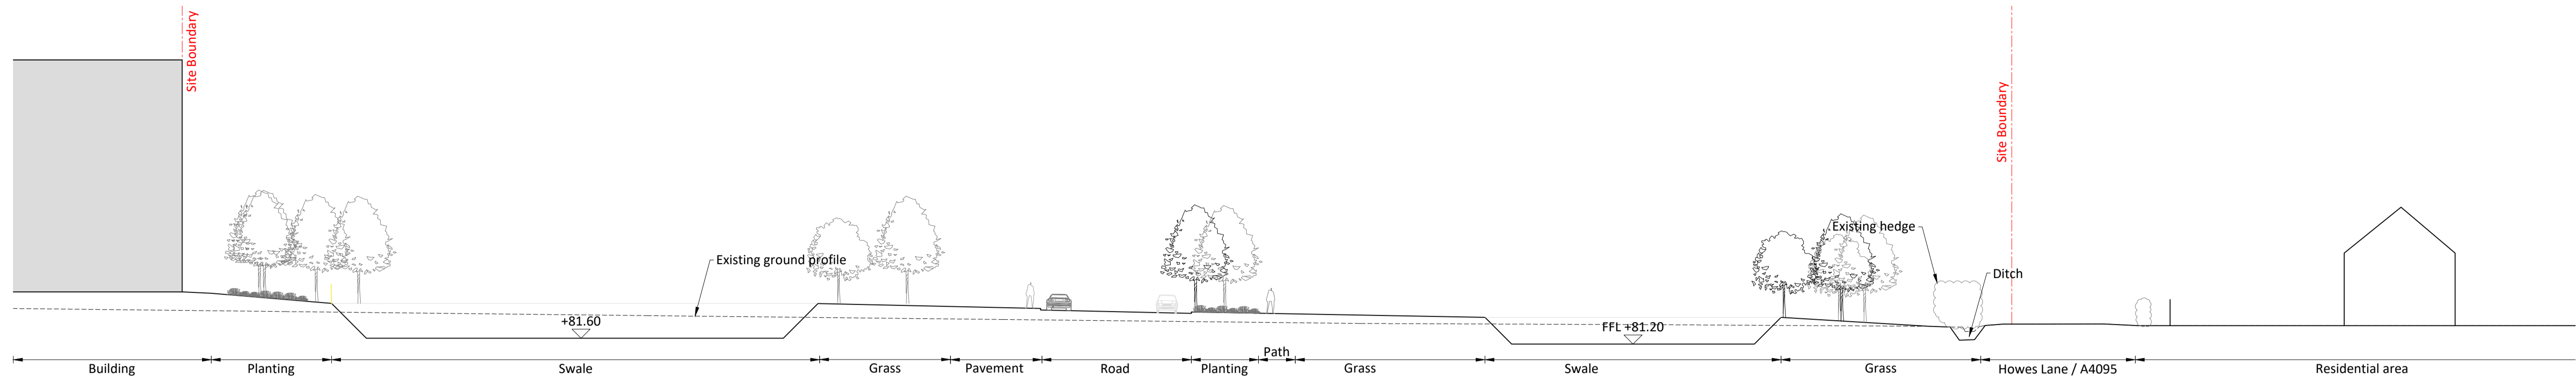 Site Boundary
Site Boundary
Existing hedge
Existing ground profile
Ditch
+81.60
FFL +81.20
Path
Building
Planting
Swale
Grass
Pavement
Road
Planting
Grass
Swale
Grass
Howes Lane / A4095
Residential area